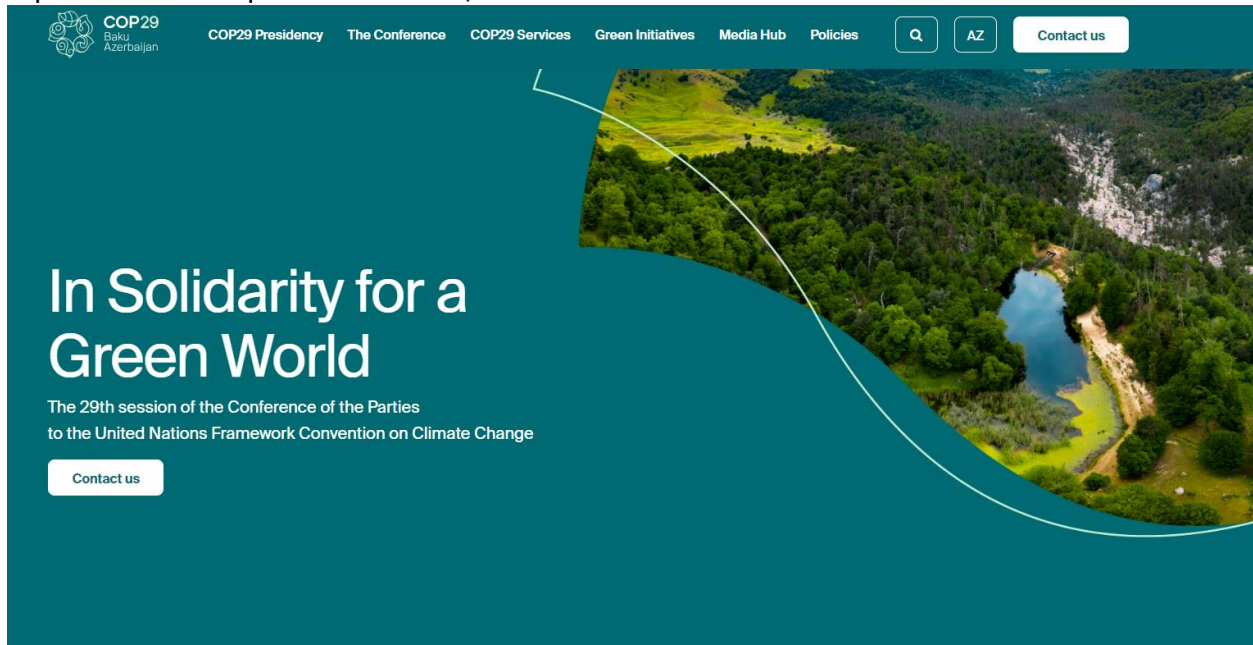 COP29
Baku
Azerbaijan
COP29 Presidency The Conference COP29 Services Green Initiatives Media Hub Policies AZ Contact us
In Solidarity for a
Green World
The 29th session of the Conference of the Parties
to the United Nations Framework Convention on Climate Change
Contact us